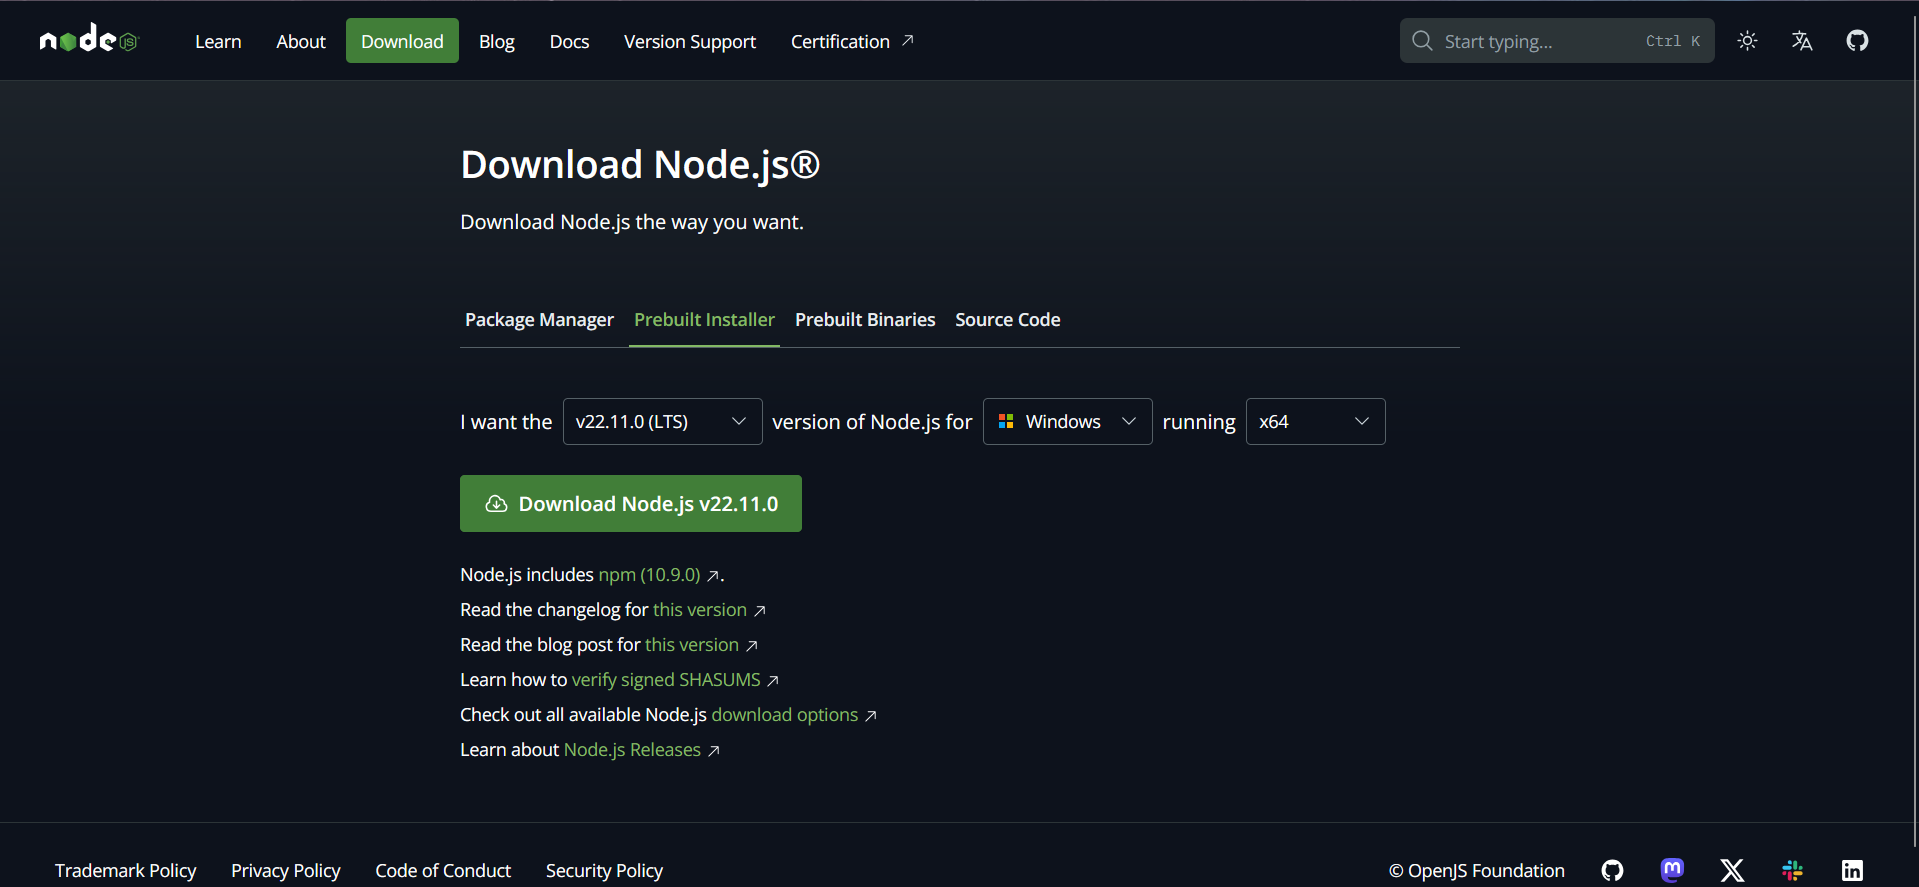 node JS
Learn About Download Blog Docs Version Support Certification
Start typing... Ctrl K
Download Node.js®
Download Node.js the way you want.
Package Manager Prebuilt Installer Prebuilt Binaries Source Code
I want the v22.11.0 (LTS) version of Node.js for Windows running x64
Download Node.js v22.11.0
Node.js includes npm (10.9.0) .
Read the changelog for this version
Read the blog post for this version
Learn how to verify signed SHASUMS
Check out all available Node.js download options
Learn about Node.js Releases
Trademark Policy Privacy Policy Code of Conduct Security Policy © OpenJS Foundation